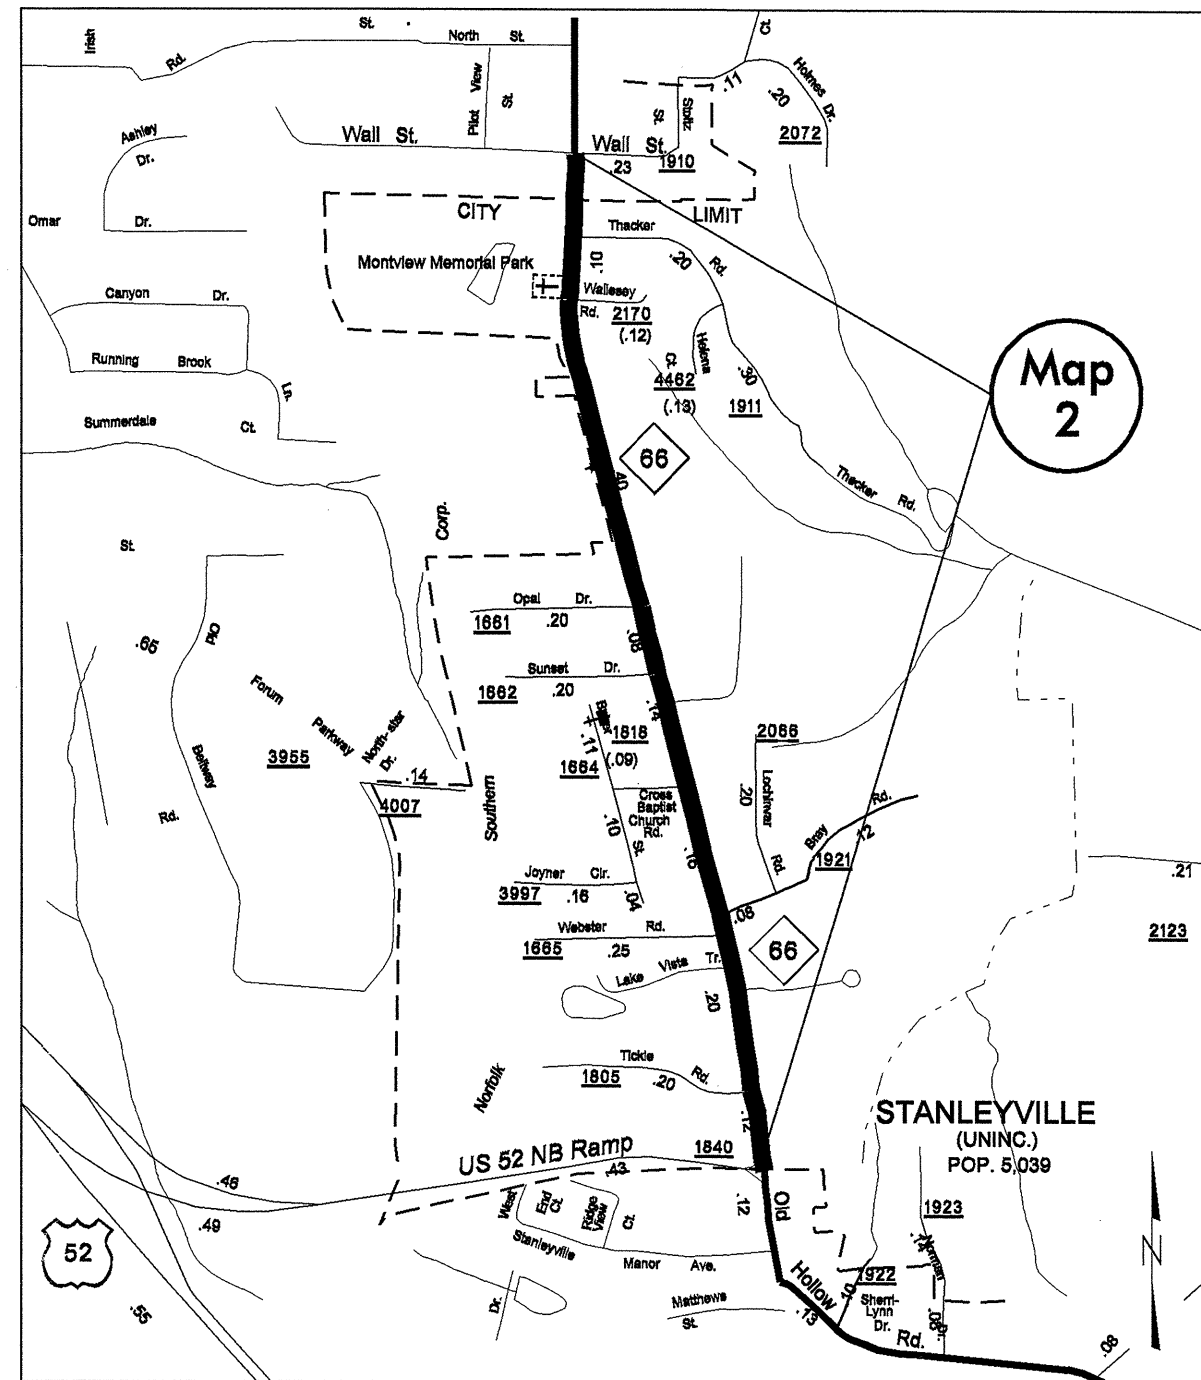 St.
Irish
Rd.
North St.
Pilot View
St.
Ct.
.11
.20
Holmes Dr.
2072
Ashley
Dr.
Wall St.
Wall St.
Stoltz
St.
1910
.23
Omar Dr.
CITY LIMIT
Thacker
Rd.
.20
Montview Memorial Park
.10
Wallesey
Rd.
2170
(.12)
Canyon Dr.
Running Brook
Ln.
Helena
Ct.
4462
(.13)
.30
1911
Map
2
Summerdale Ct.
66
.40
Thacker Rd.
Corp.
St.
Opal Dr.
1661
.20
.08
.65
Old
Sunset Dr.
1662
.20
.14
Forum
Parkway
North-star
Dr.
3955
.14
4007
Beltway
Rd.
1818
(.09)
.11
1664
2066
Lochinvar
.20
Rd.
Cross
Baptist
Church
Rd.
.10
St.
.16
Southern
Bray
Rd.
.12
1921
.21
Joyner Cir.
3997
.16
.04
.08
Webster Rd.
1665
.25
66
2123
Lake Vista Tr.
.20
Tickle
Rd.
1805
.20
Norfolk
.12
STANLEYVILLE
(UNINC.)
POP. 5,039
US 52 NB Ramp
1840
.43
.46
.49
52
.55
West
End
Ct.
Ridge
View
Ct.
Stanleyville
Manor Ave.
.12
Old
Hollow
Rd.
1923
Norman
Dr.
.14
1922
.10
Sherri-
Lynn
Dr.
.08
Matthews
St.
Dr.
.13
.08
N